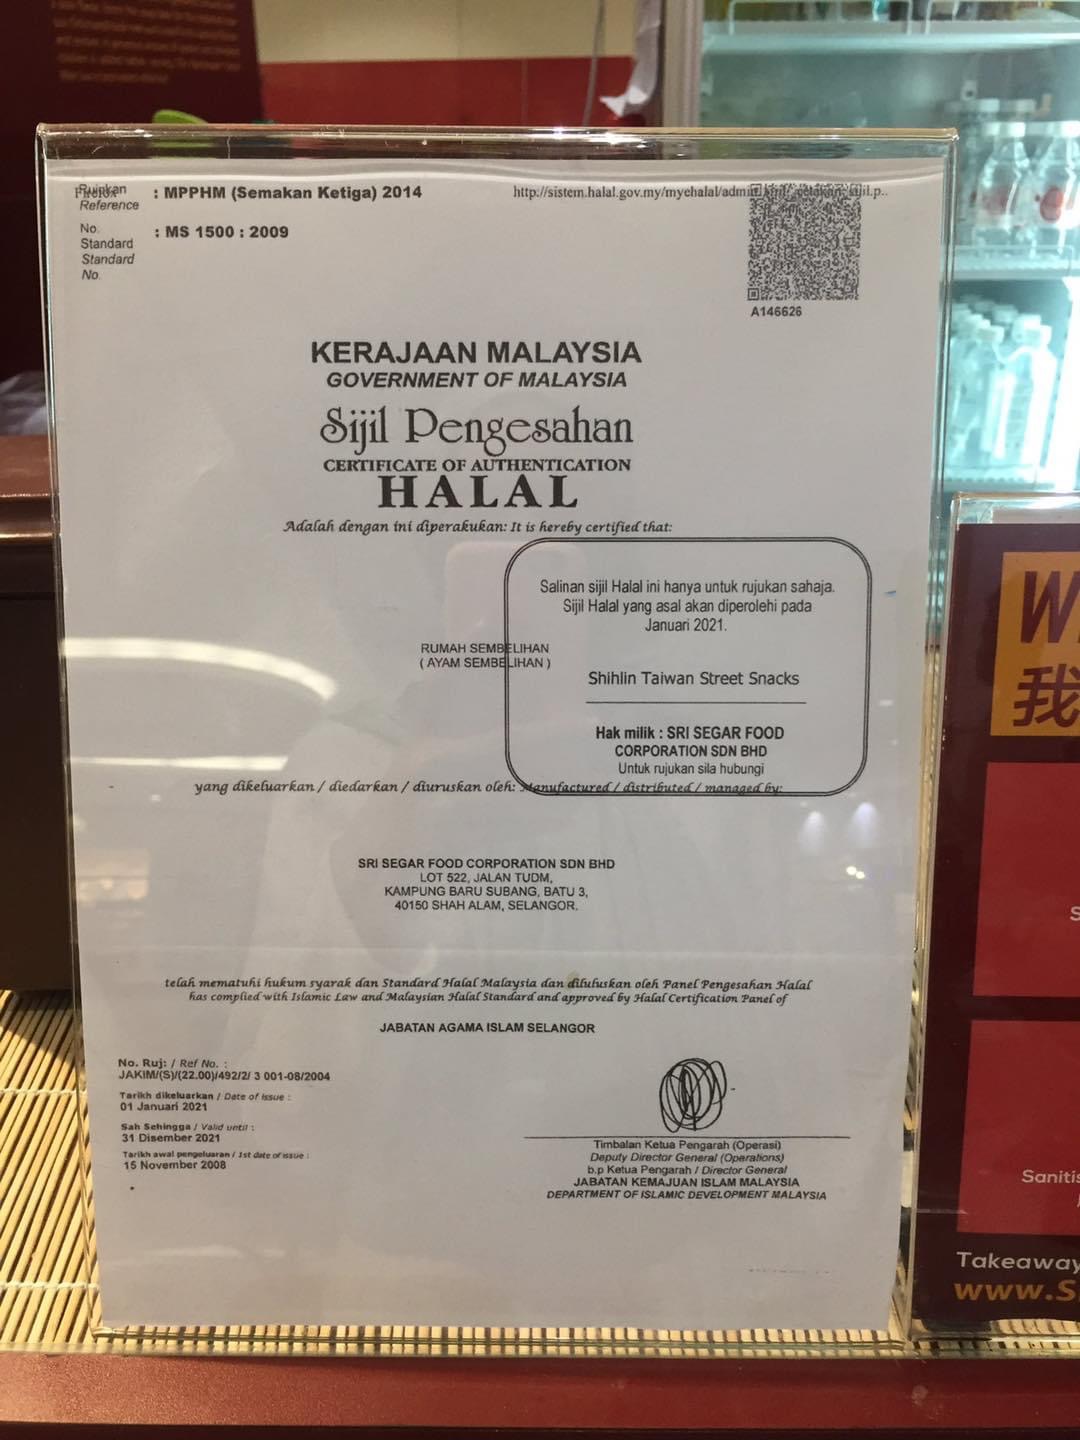 Rujukan
Reference
: MPPHM (Semakan Ketiga) 2014
http://sistem.halal.gov.my/myehalal/admin
No.
Standard
Standard
No.
: MS 1500 : 2009
A146626
KERAJAAN MALAYSIA
GOVERNMENT OF MALAYSIA
Sijil Pengesahan
CERTIFICATE OF AUTHENTICATION
HALAL
Adalah dengan ini diperakukan: It is hereby certified that:
Salinan sijil Halal ini hanya untuk rujukan sahaja.
Sijil Halal yang asal akan diperolehi pada
Januari 2021.
RUMAH SEMBELIHAN
( AYAM SEMBELIHAN )
Shihlin Taiwan Street Snacks
Hak milik : SRI SEGAR FOOD
CORPORATION SDN BHD
Untuk rujukan sila hubungi
yang dikeluarkan / diedarkan / diuruskan oleh: Manufactured / distributed / managed by:
SRI SEGAR FOOD CORPORATION SDN BHD
LOT 522, JALAN TUDM,
KAMPUNG BARU SUBANG, BATU 3,
40150 SHAH ALAM, SELANGOR.
telah mematuhi hukum syarak dan Standard Halal Malaysia dan diluluskan oleh Panel Pengesahan Halal
has complied with Islamic Law and Malaysian Halal Standard and approved by Halal Certification Panel of
JABATAN AGAMA ISLAM SELANGOR
No. Ruj: / Ref No. :
JAKIM/(S)/(22.00)/492/2/ 3 001-08/2004
Tarikh dikeluarkan / Date of issue :
01 Januari 2021
Sah Sehingga / Valid until :
31 Disember 2021
Tarikh awal pengeluaran / 1st date of issue :
15 November 2008
Timbalan Ketua Pengarah (Operasi)
Deputy Director General (Operations)
b.p Ketua Pengarah / Director General
JABATAN KEMAJUAN ISLAM MALAYSIA
DEPARTMENT OF ISLAMIC DEVELOPMENT MALAYSIA
我
Takeaway
www.S